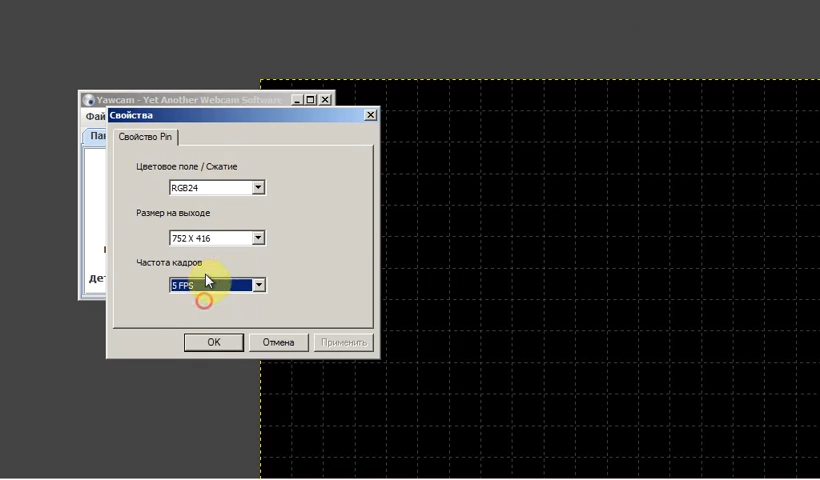 Yawcam - Yet Another Webcam Software
Фай
Свойства
Пан
Свойство Pin
Цветовое поле / Сжатие
RGB24
Размер на выходе
752 X 416
Частота кадров
Дет
5 FPS
OK
Отмена
Применить